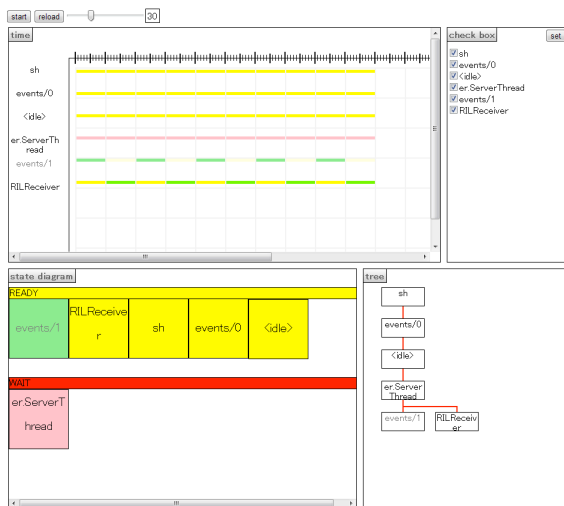 start reload 30
time
sh
events/0
<idle>
er.ServerTh
read
events/1
RILReceiver
check box set
sh
events/0
<idle>
er.ServerThread
events/1
RILReceiver
state diagram
READY
events/1
RILReceive
r
sh
events/0
<idle>
WAIT
er.ServerT
hread
tree
sh
events/0
<idle>
er.Server
Thread
events/1
RILReceiv
er